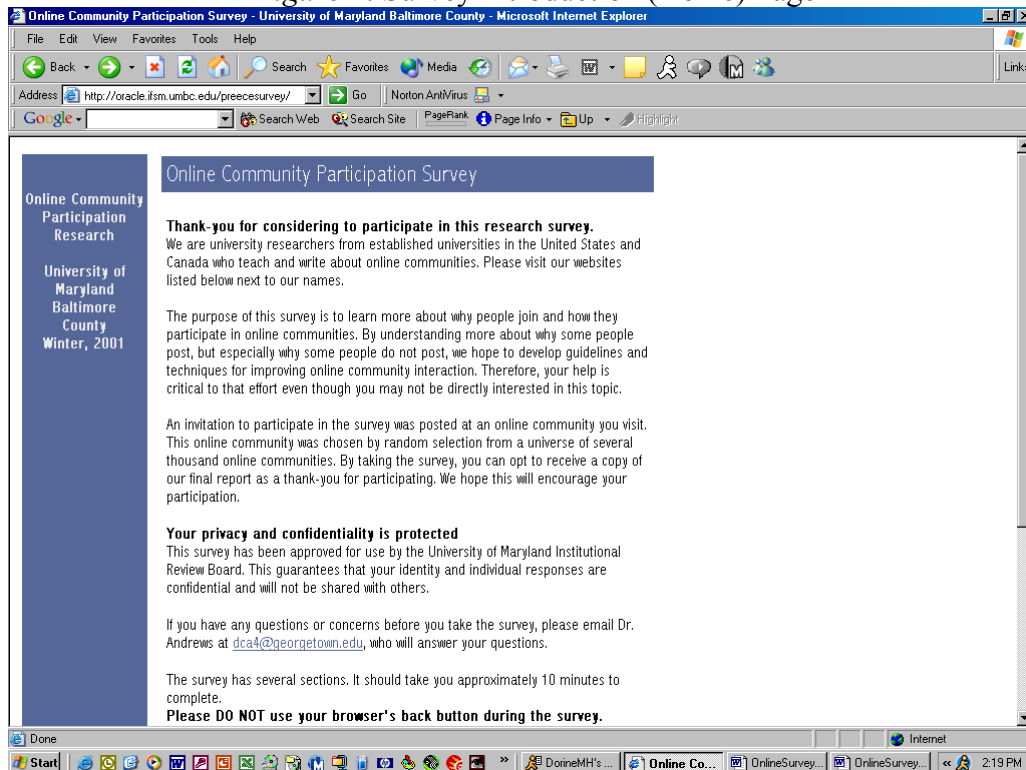 Online Community Participation Survey - University of Maryland Baltimore County - Microsoft Internet Explorer
File Edit View Favorites Tools Help
Back Search Favorites Media Links
Address http://oracle.ifsm.umbc.edu/preecesurvey/ Go Norton AntiVirus
Google Search Web Search Site PageRank Page Info Up Highlight
Online Community
Participation
Research
University of
Maryland
Baltimore
County
Winter, 2001
Online Community Participation Survey
Thank-you for considering to participate in this research survey.
We are university researchers from established universities in the United States and
Canada who teach and write about online communities. Please visit our websites
listed below next to our names.
The purpose of this survey is to learn more about why people join and how they
participate in online communities. By understanding more about why some people
post, but especially why some people do not post, we hope to develop guidelines and
techniques for improving online community interaction. Therefore, your help is
critical to that effort even though you may not be directly interested in this topic.
An invitation to participate in the survey was posted at an online community you visit.
This online community was chosen by random selection from a universe of several
thousand online communities. By taking the survey, you can opt to receive a copy of
our final report as a thank-you for participating. We hope this will encourage your
participation.
Your privacy and confidentiality is protected
This survey has been approved for use by the University of Maryland Institutional
Review Board. This guarantees that your identity and individual responses are
confidential and will not be shared with others.
If you have any questions or concerns before you take the survey, please email Dr.
Andrews at dca4@georgetown.edu, who will answer your questions.
The survey has several sections. It should take you approximately 10 minutes to
complete.
Please DO NOT use your browser's back button during the survey.
Done Internet
Start DorineMH's ... Online Co... OnlineSurvey... OnlineSurvey... 2:19 PM